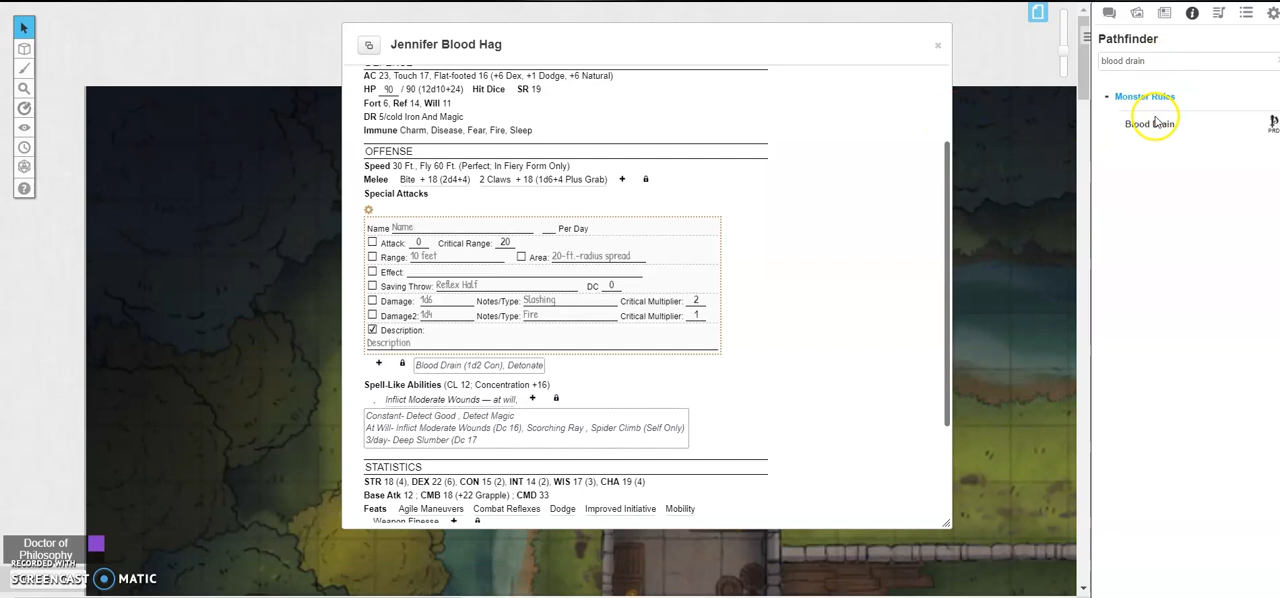 Jennifer Blood Hag
AC 23, Touch 17, Flat-footed 16 (+6 Dex, +1 Dodge, +6 Natural)
HP 90 / 90 (12d10+24) Hit Dice SR 19
Fort 6, Ref 14, Will 11
DR 5/cold Iron And Magic
Immune Charm, Disease, Fear, Fire, Sleep
OFFENSE
Speed 30 Ft., Fly 60 Ft. (Perfect; In Fiery Form Only)
Melee Bite + 18 (2d4+4) 2 Claws + 18 (1d6+4 Plus Grab) +
Special Attacks
Name Name Per Day
Attack: 0 Critical Range: 20
Range: 10 feet Area: 20-ft.-radius spread
Effect:
Saving Throw: Reflex Half DC 0
Damage: 1d6 Notes/Type: Slashing Critical Multiplier: 2
Damage2: 1d4 Notes/Type: Fire Critical Multiplier: 1
Description:
Description
+ Blood Drain (1d2 Con), Detonate
Spell-Like Abilities (CL 12; Concentration +16)
, Inflict Moderate Wounds — at will, +
Constant- Detect Good , Detect Magic
At Will- Inflict Moderate Wounds (Dc 16), Scorching Ray , Spider Climb (Self Only)
3/day- Deep Slumber (Dc 17
STATISTICS
STR 18 (4), DEX 22 (6), CON 15 (2), INT 14 (2), WIS 17 (3), CHA 19 (4)
Base Atk 12 ; CMB 18 (+22 Grapple) ; CMD 33
Feats Agile Maneuvers Combat Reflexes Dodge Improved Initiative Mobility
Weapon Finesse +
Pathfinder
blood drain
Monster Rules
Blood Drain
PRD
Doctor of
Philosophy
RECORDED WITH
SCREENCAST MATIC